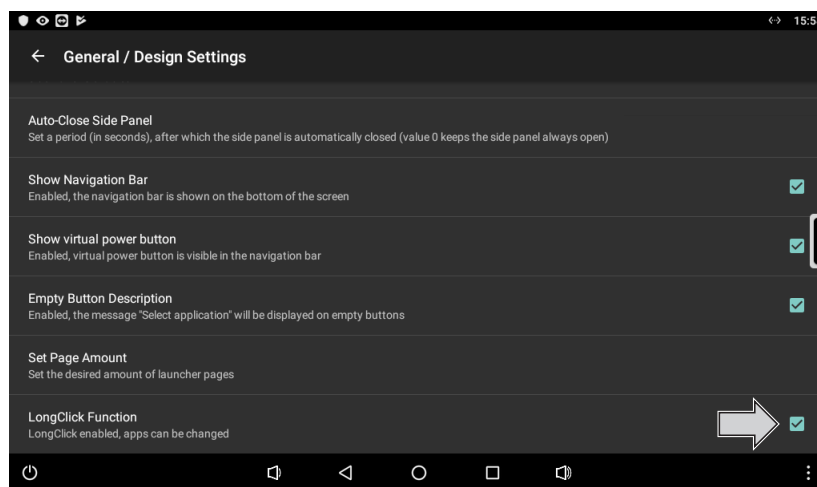 15:5
General / Design Settings
Auto-Close Side Panel
Set a period (in seconds), after which the side panel is automatically closed (value 0 keeps the side panel always open)
Show Navigation Bar
Enabled, the navigation bar is shown on the bottom of the screen
Show virtual power button
Enabled, virtual power button is visible in the navigation bar
Empty Button Description
Enabled, the message "Select application" will be displayed on empty buttons
Set Page Amount
Set the desired amount of launcher pages
LongClick Function
LongClick enabled, apps can be changed